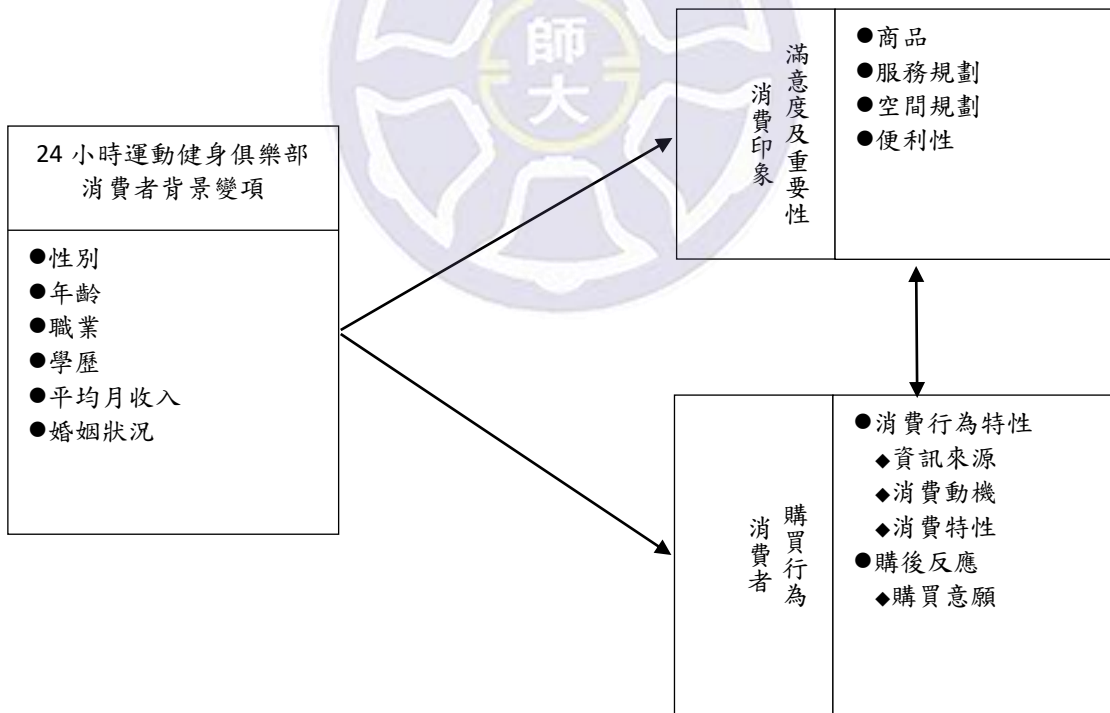 師
大
24 小時運動健身俱樂部
消費者背景變項
●性別
●年齡
●職業
●學歷
●平均月收入
●婚姻狀況
滿意度及重要性
消費印象
●商品
●服務規劃
●空間規劃
●便利性
購買行為
消費者
●消費行為特性
◆資訊來源
◆消費動機
◆消費特性
●購後反應
◆購買意願